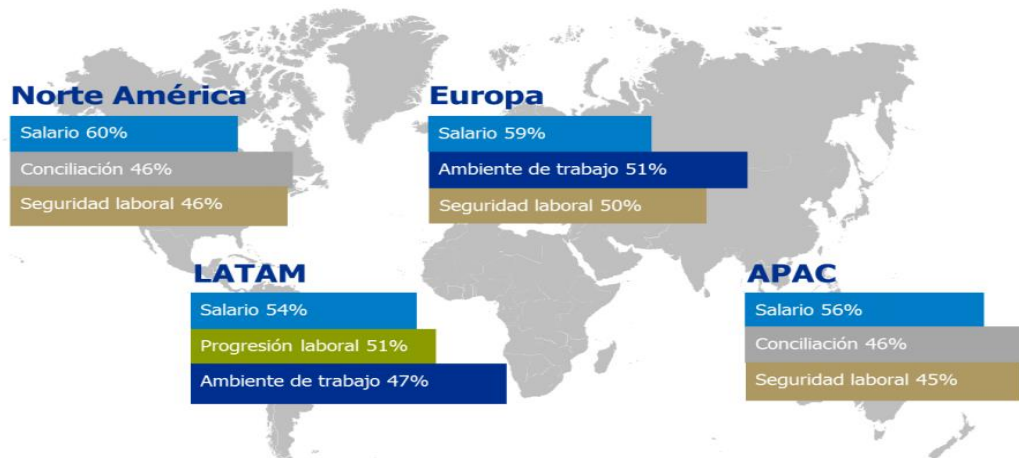 Norte América
Salario 60%
Conciliación 46%
Seguridad laboral 46%
Europa
Salario 59%
Ambiente de trabajo 51%
Seguridad laboral 50%
LATAM
Salario 54%
Progresión laboral 51%
Ambiente de trabajo 47%
APAC
Salario 56%
Conciliación 46%
Seguridad laboral 45%